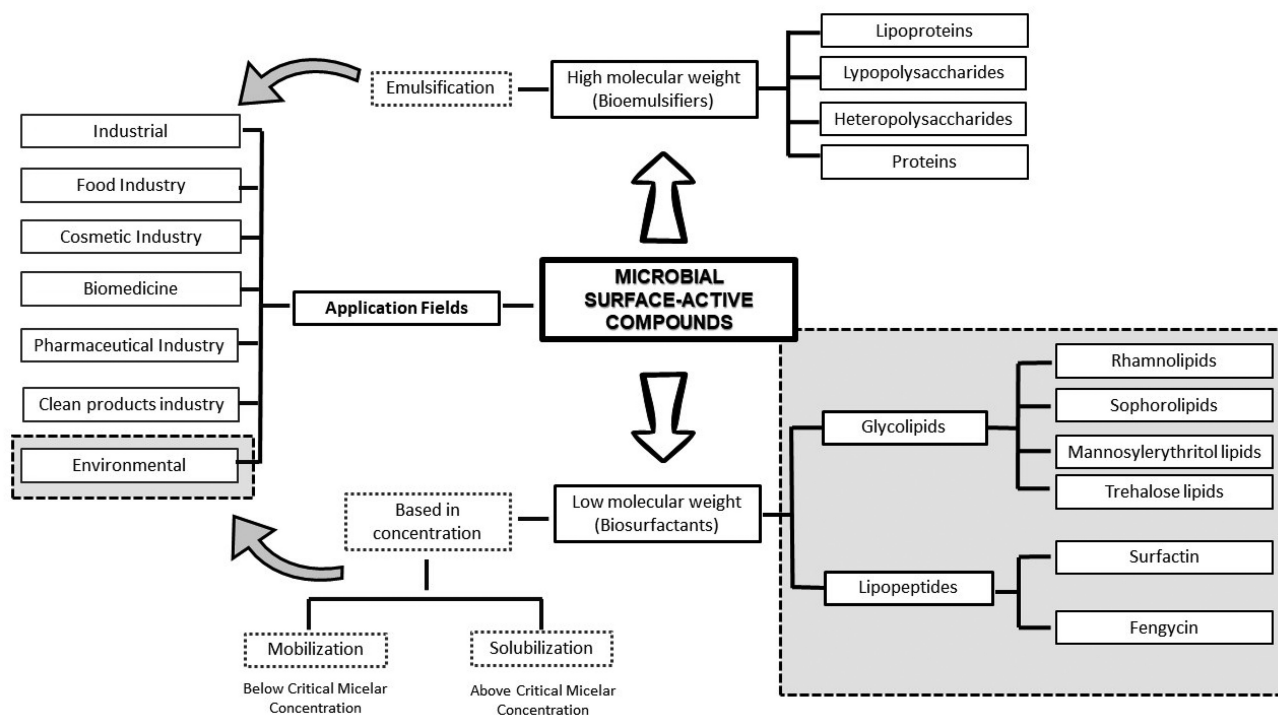 Lipoproteins
Lypopolysaccharides
Heteropolysaccharides
Proteins
High molecular weight
(Bioemulsifiers)
Emulsification
Industrial
Food Industry
Cosmetic Industry
Biomedicine
Pharmaceutical Industry
Clean products industry
Environmental
Application Fields
MICROBIAL
SURFACE-ACTIVE
COMPOUNDS
Low molecular weight
(Biosurfactants)
Based in
concentration
Mobilization
Below Critical Micelar
Concentration
Solubilization
Above Critical Micelar
Concentration
Glycolipids
Rhamnolipids
Sophorolipids
Mannosylerythritol lipids
Trehalose lipids
Lipopeptides
Surfactin
Fengycin